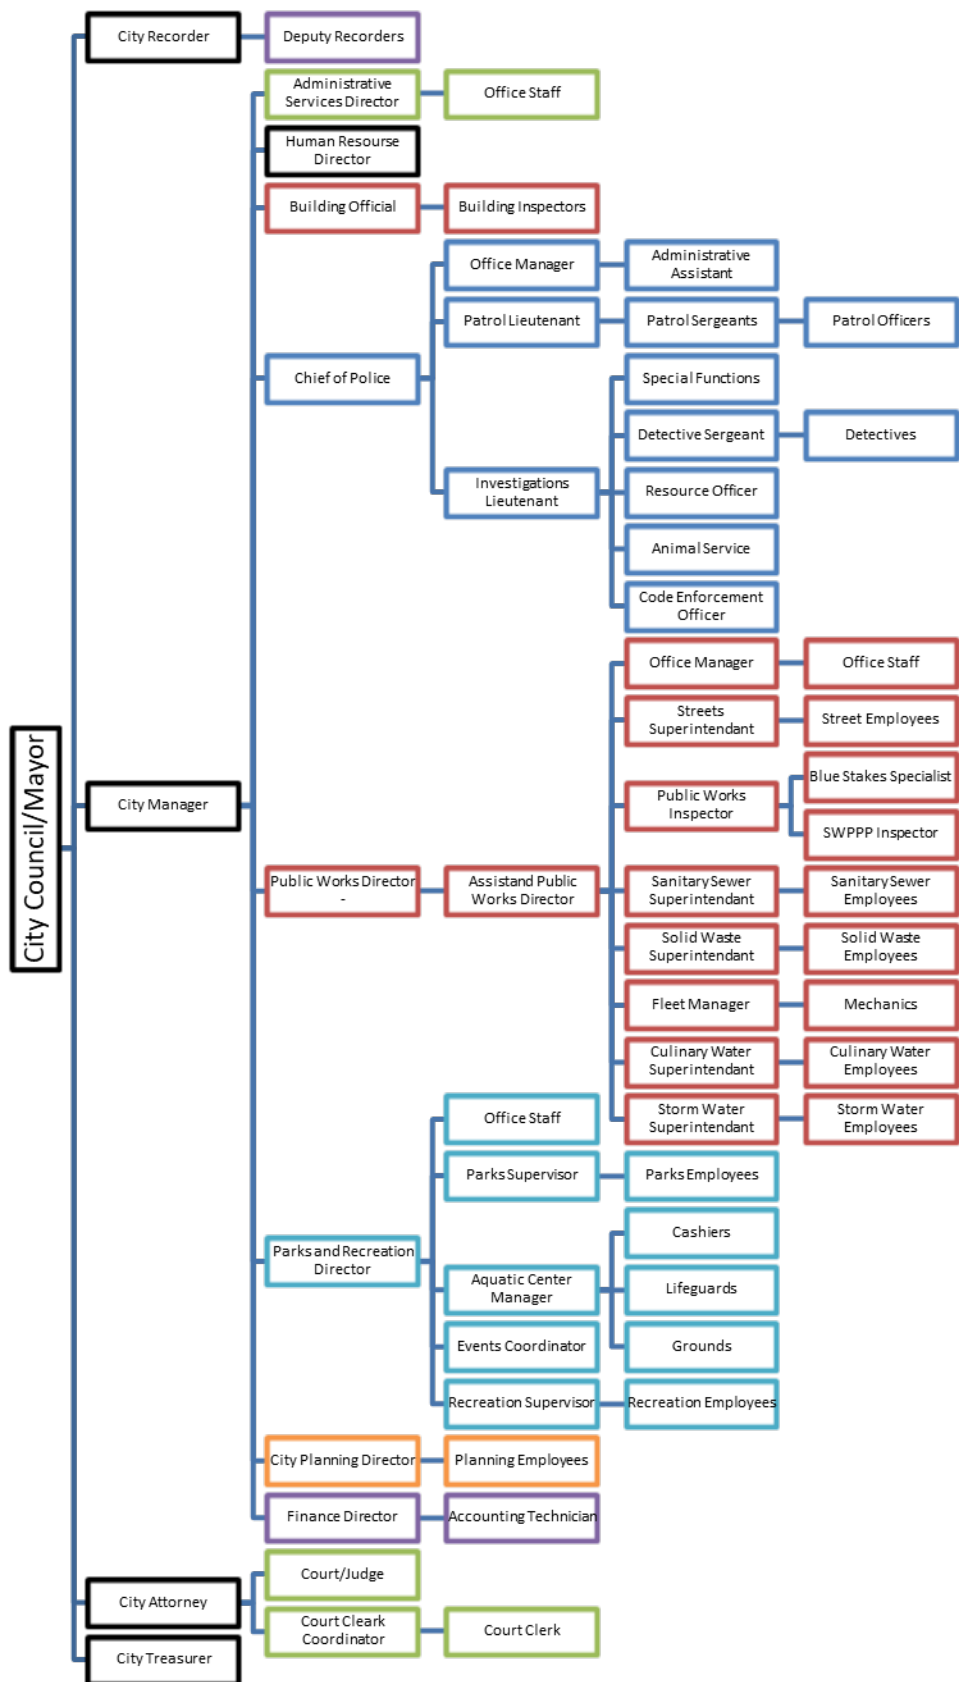 City Recorder
Deputy Recorders
Administrative
Services Director
Office Staff
Human Resourse
Director
Building Official
Building Inspectors
Office Manager
Administrative
Assistant
Patrol Lieutenant
Patrol Sergeants
Patrol Officers
Chief of Police
Special Functions
Detective Sergeant
Detectives
Investigations
Lieutenant
Resource Officer
Animal Service
Code Enforcement
Officer
Office Manager
Office Staff
Streets
Superintendant
Street Employees
City Council/Mayor
City Manager
Public Works
Inspector
Blue Stakes Specialist
SWPPP Inspector
Public Works Director
-
Assistand Public
Works Director
Sanitary Sewer
Superintendant
Sanitary Sewer
Employees
Solid Waste
Superintendant
Solid Waste
Employees
Fleet Manager
Mechanics
Culinary Water
Superintendant
Culinary Water
Employees
Storm Water
Superintendant
Storm Water
Employees
Office Staff
Parks Supervisor
Parks Employees
Parks and Recreation
Director
Cashiers
Aquatic Center
Manager
Lifeguards
Events Coordinator
Grounds
Recreation Supervisor
Recreation Employees
City Planning Director
Planning Employees
Finance Director
Accounting Technician
City Attorney
Court/Judge
Court Cleark
Coordinator
Court Clerk
City Treasurer